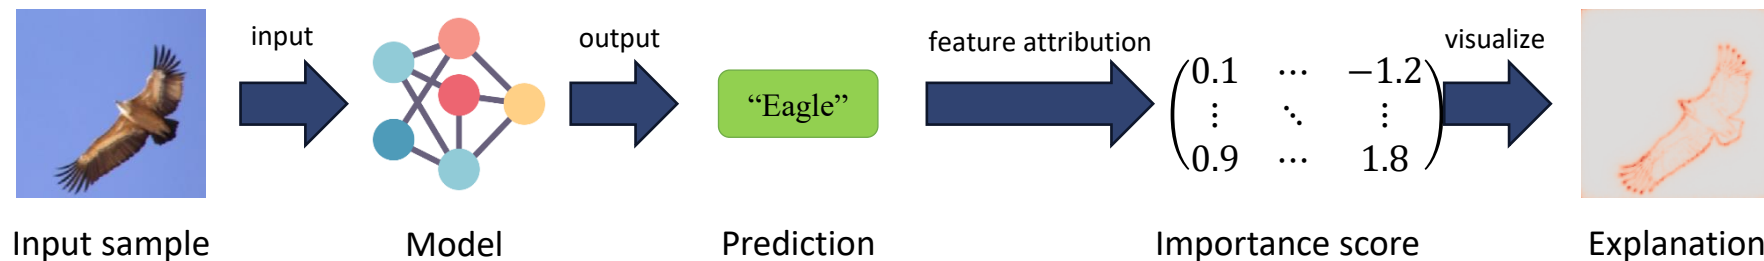 input
output
feature attribution
visualize
“Eagle”
0.1 ⋯ −1.2
⋮ ⋱ ⋮
0.9 ⋯ 1.8
Input sample
Model
Prediction
Importance score
Explanation